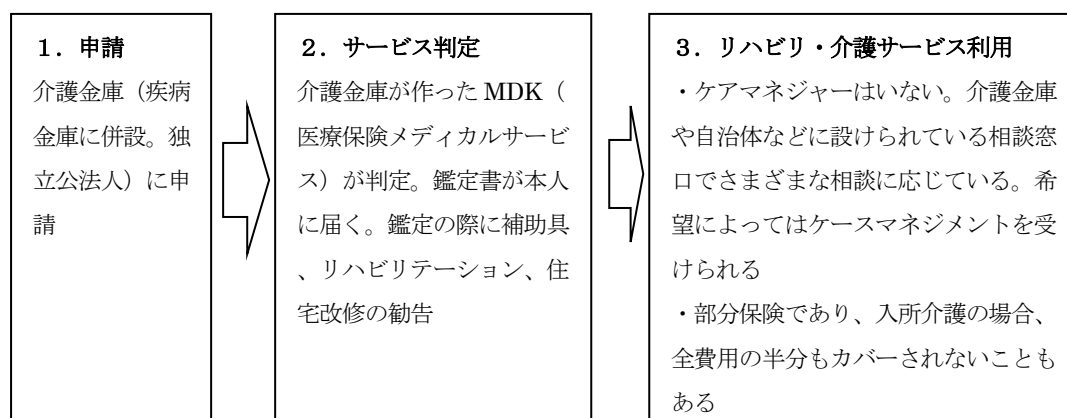 １．申請
介護金庫（疾病
金庫に併設。独
立公法人）に申
請
２．サービス判定
介護金庫が作った MDK（
医療保険メディカルサービ
ス）が判定。鑑定書が本人
に届く。鑑定の際に補助具
、リハビリテーション、住
宅改修の勧告
３．リハビリ・介護サービス利用
・ケアマネジャーはいない。介護金庫
や自治体などに設けられている相談窓
口でさまざまな相談に応じている。希
望によってはケースマネジメントを受
けられる
・部分保険であり、入所介護の場合、
全費用の半分もカバーされないことも
ある